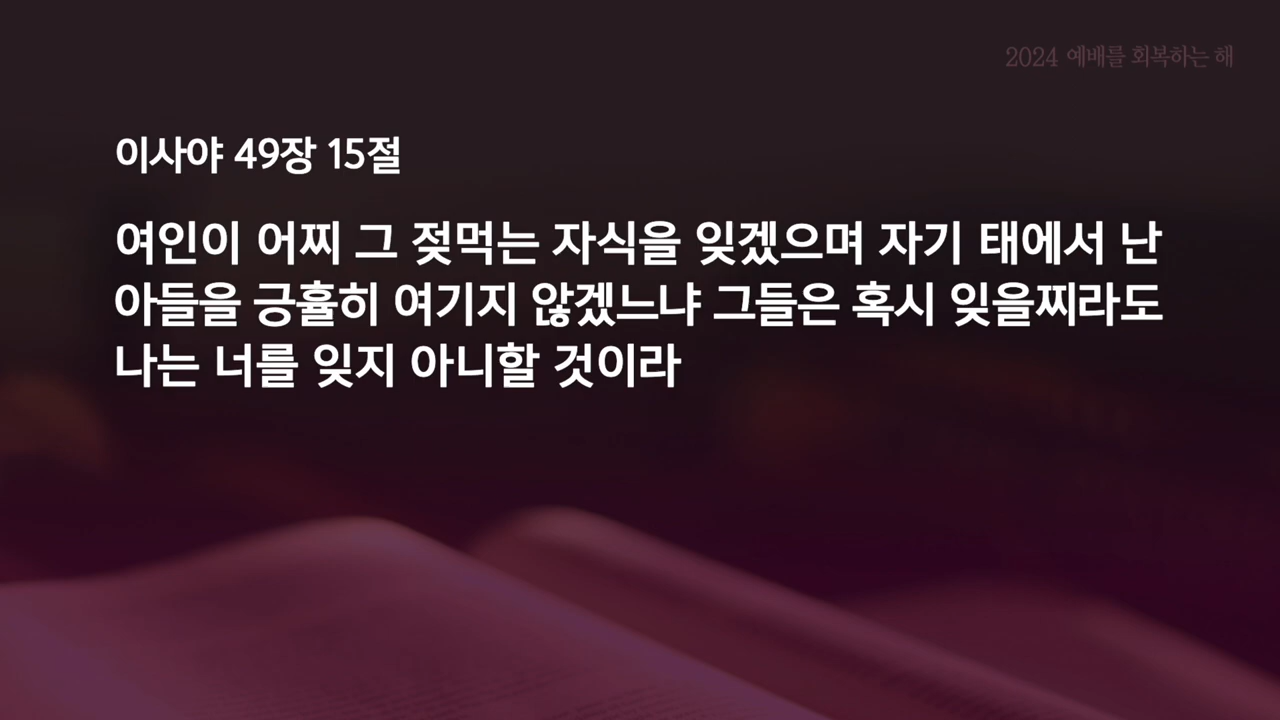 2024 예배를 회복하는 해
이사야 49장 15절
여인이 어찌 그 젖먹는 자식을 잊겠으며 자기 태에서 난
아들을 긍휼히 여기지 않겠느냐 그들은 혹시 잊을찌라도
나는 너를 잊지 아니할 것이라